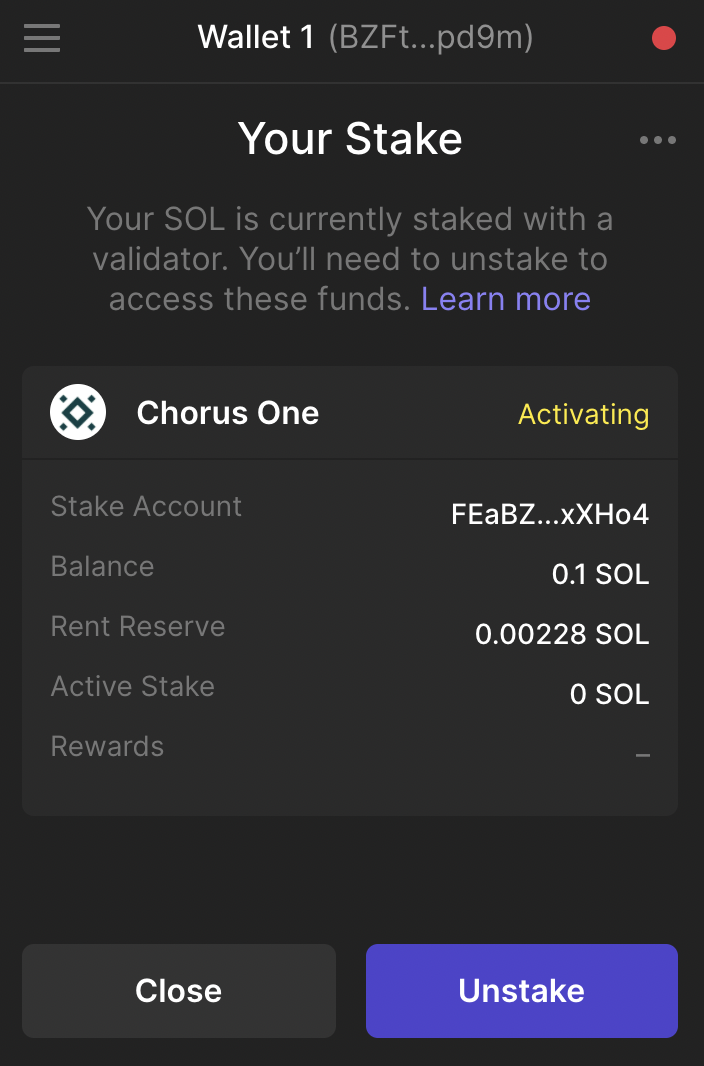 Wallet 1 (BZFt...pd9m)
Your Stake
Your SOL is currently staked with a
validator. You’ll need to unstake to
access these funds. Learn more
Chorus One Activating
Stake Account FEaBZ...xXHo4
Balance 0.1 SOL
Rent Reserve 0.00228 SOL
Active Stake 0 SOL
Rewards –
Close Unstake